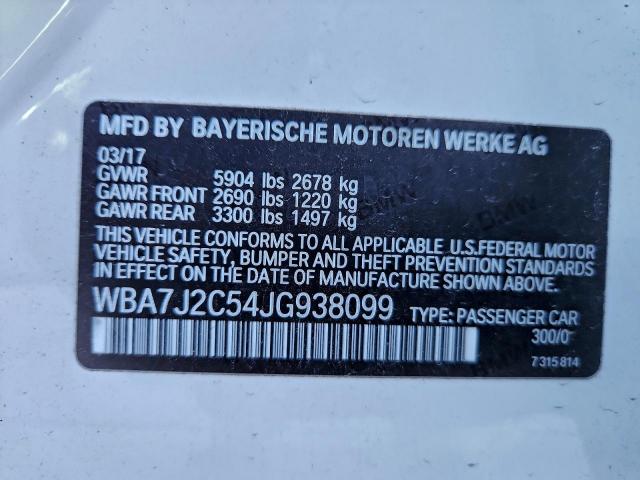 MFD BY BAYERISCHE MOTOREN WERKE AG
03/17
GVWR 5904 lbs 2678 kg
GAWR FRONT 2690 lbs 1220 kg
GAWR REAR 3300 lbs 1497 kg
THIS VEHICLE CONFORMS TO ALL APPLICABLE U.S.FEDERAL MOTOR
VEHICLE SAFETY, BUMPER AND THEFT PREVENTION STANDARDS
IN EFFECT ON THE DATE OF MANUFACTURE SHOWN ABOVE.
WBA7J2C54JG938099 TYPE: PASSENGER CAR
300/0
7 315 814
BMW
BMW